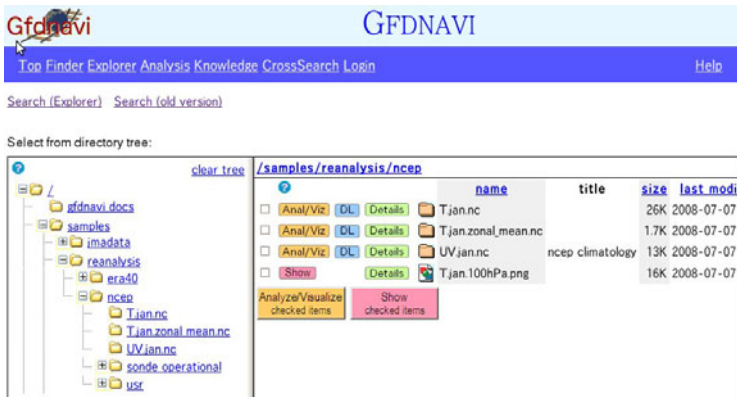 Gfdnavi GFDNAVI
Top Finder Explorer Analysis Knowledge CrossSearch Login Help
Search (Explorer) Search (old version)
Select from directory tree:
clear tree
/
gfdnavi docs
samples
jmadata
reanalysis
era40
ncep
T.jan.nc
T.jan.zonal mean.nc
UV.jan.nc
sonde operational
usr
/samples/reanalysis/ncep
name title size last modi
Anal/Viz DL Details T.jan.nc 26K 2008-07-07
Anal/Viz DL Details T.jan.zonal_mean.nc 1.7K 2008-07-07
Anal/Viz DL Details UV.jan.nc ncep climatology 13K 2008-07-07
Show Details T.jan.100hPa.png 16K 2008-07-07
Analyze/Visualize
checked items
Show
checked items